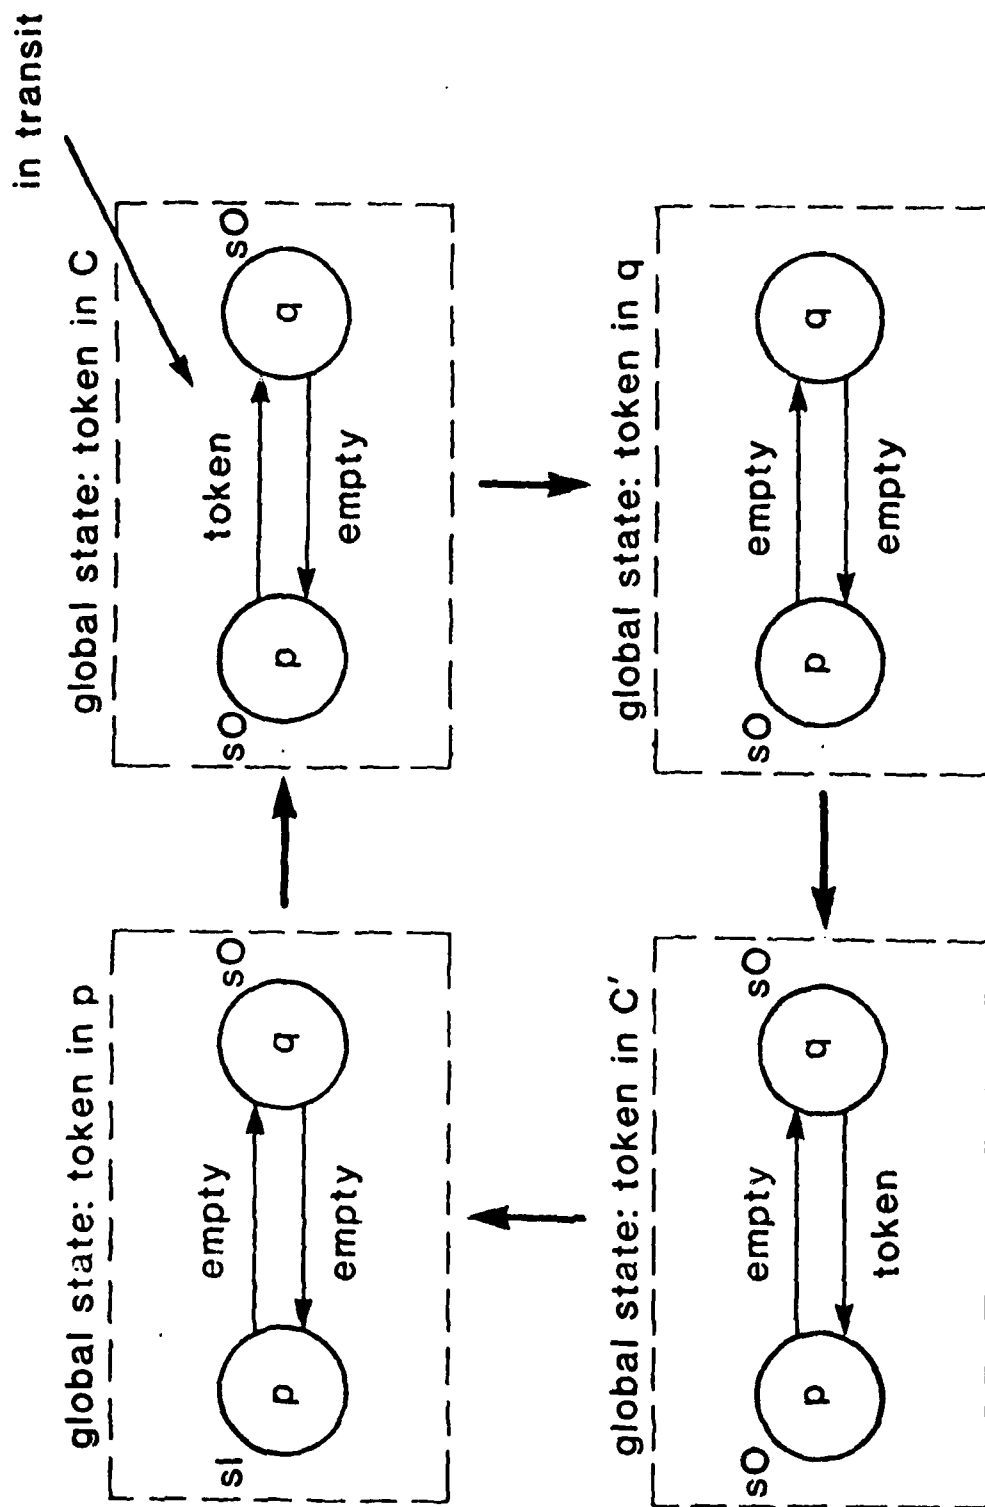 in transit
global state: token in p
sI
sO
empty
p
q
empty
global state: token in C
sO
sO
token
p
q
empty
global state: token in C'
sO
sO
empty
p
q
token
global state: token in q
sO
empty
p
q
empty